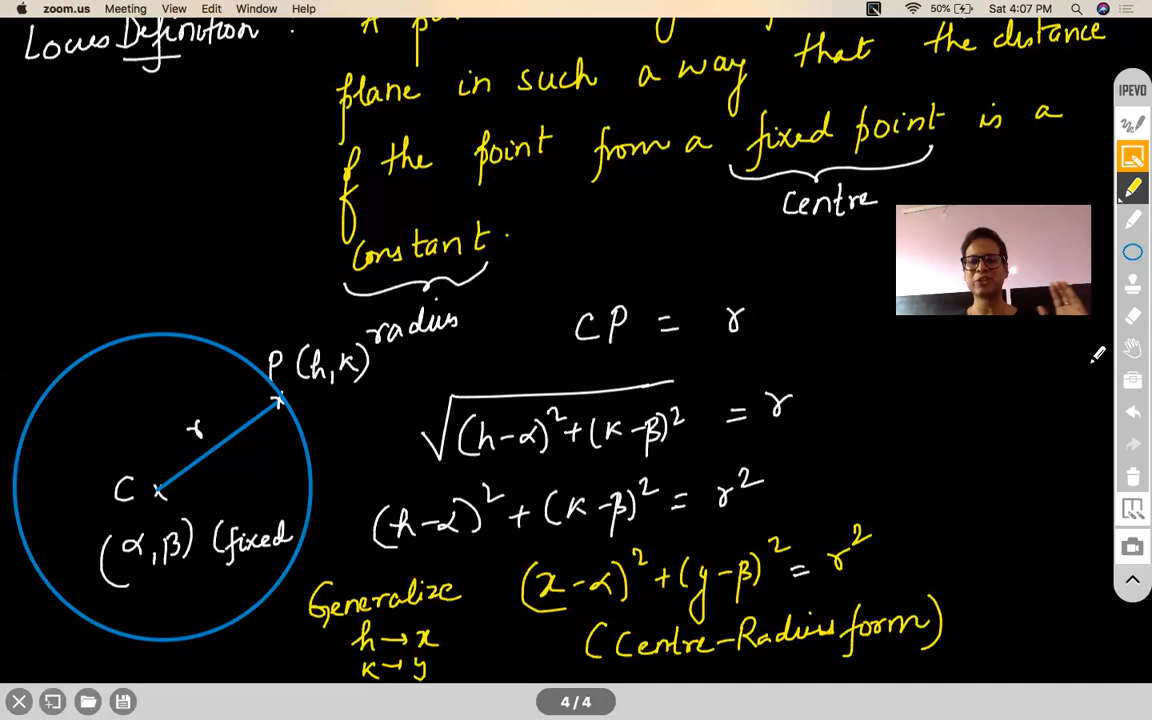 zoom.us Meeting View Edit Window Help 50% Sat 4:07 PM
Locus Definition :
plane in such a way that the distance
of the point from a fixed point is a
centre
constant.
radius
IPEVO
CP = r
P (h, k)
√(h-α)²+(k-β)² = r
r
C
(h-α)²+(k-β)² = r²
(α, β) (fixed
Generalize (x-α)²+(y-β)² = r²
h→x (Centre-Radius form)
k→y
4/4